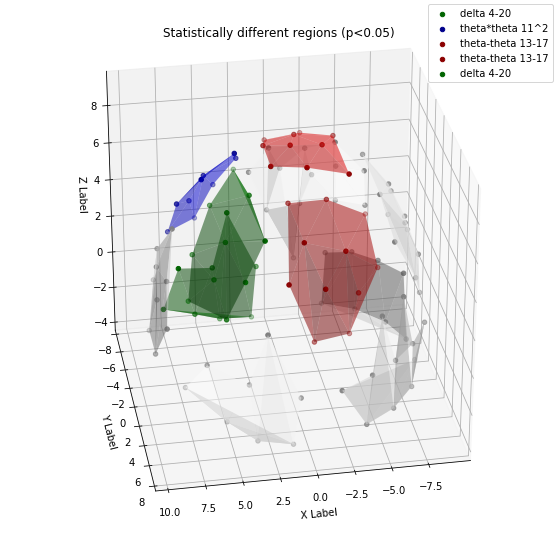 Statistically different regions (p<0.05)
delta 4-20
theta*theta 11^2
theta-theta 13-17
theta-theta 13-17
delta 4-20
8
6
4
2
0
−2
−4
Z Label
−8
−6
−4
−2
0
2
4
6
8
Y Label
10.0
7.5
5.0
2.5
0.0
−2.5
−5.0
−7.5
X Label